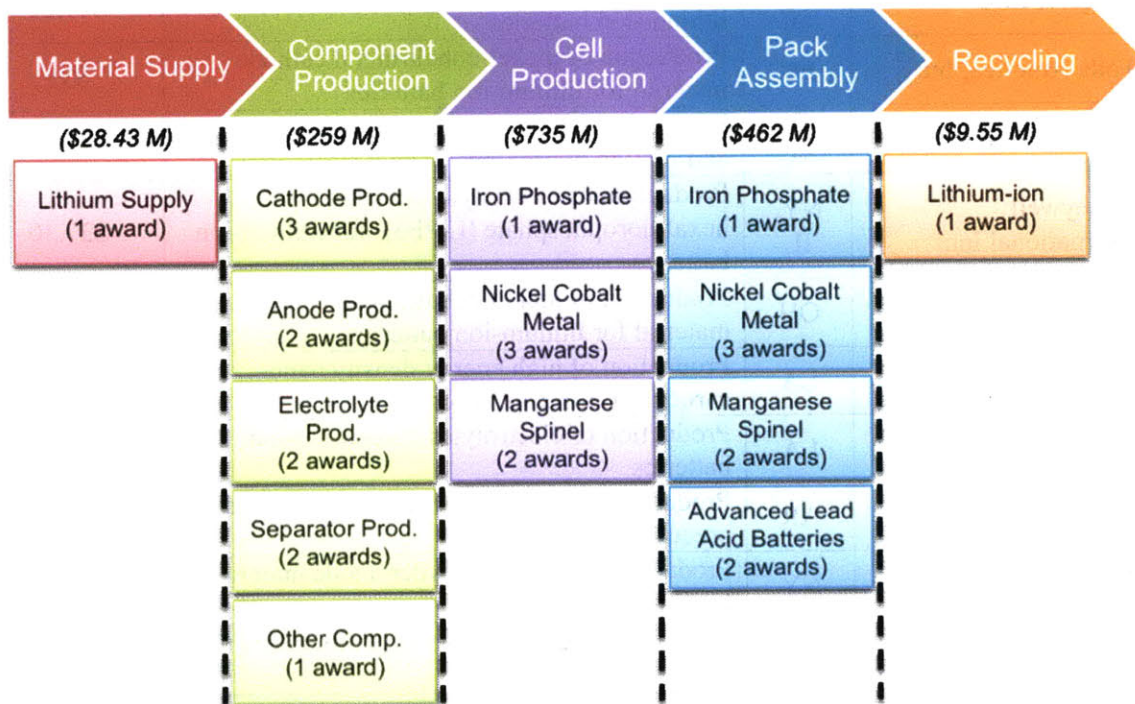 Material Supply
Component
Production
Cell
Production
Pack
Assembly
Recycling
($28.43 M)
($259 M)
($735 M)
($462 M)
($9.55 M)
Lithium Supply
(1 award)
Cathode Prod.
(3 awards)
Anode Prod.
(2 awards)
Electrolyte
Prod.
(2 awards)
Separator Prod.
(2 awards)
Other Comp.
(1 award)
Iron Phosphate
(1 award)
Nickel Cobalt
Metal
(3 awards)
Manganese
Spinel
(2 awards)
Iron Phosphate
(1 award)
Nickel Cobalt
Metal
(3 awards)
Manganese
Spinel
(2 awards)
Advanced Lead
Acid Batteries
(2 awards)
Lithium-ion
(1 award)